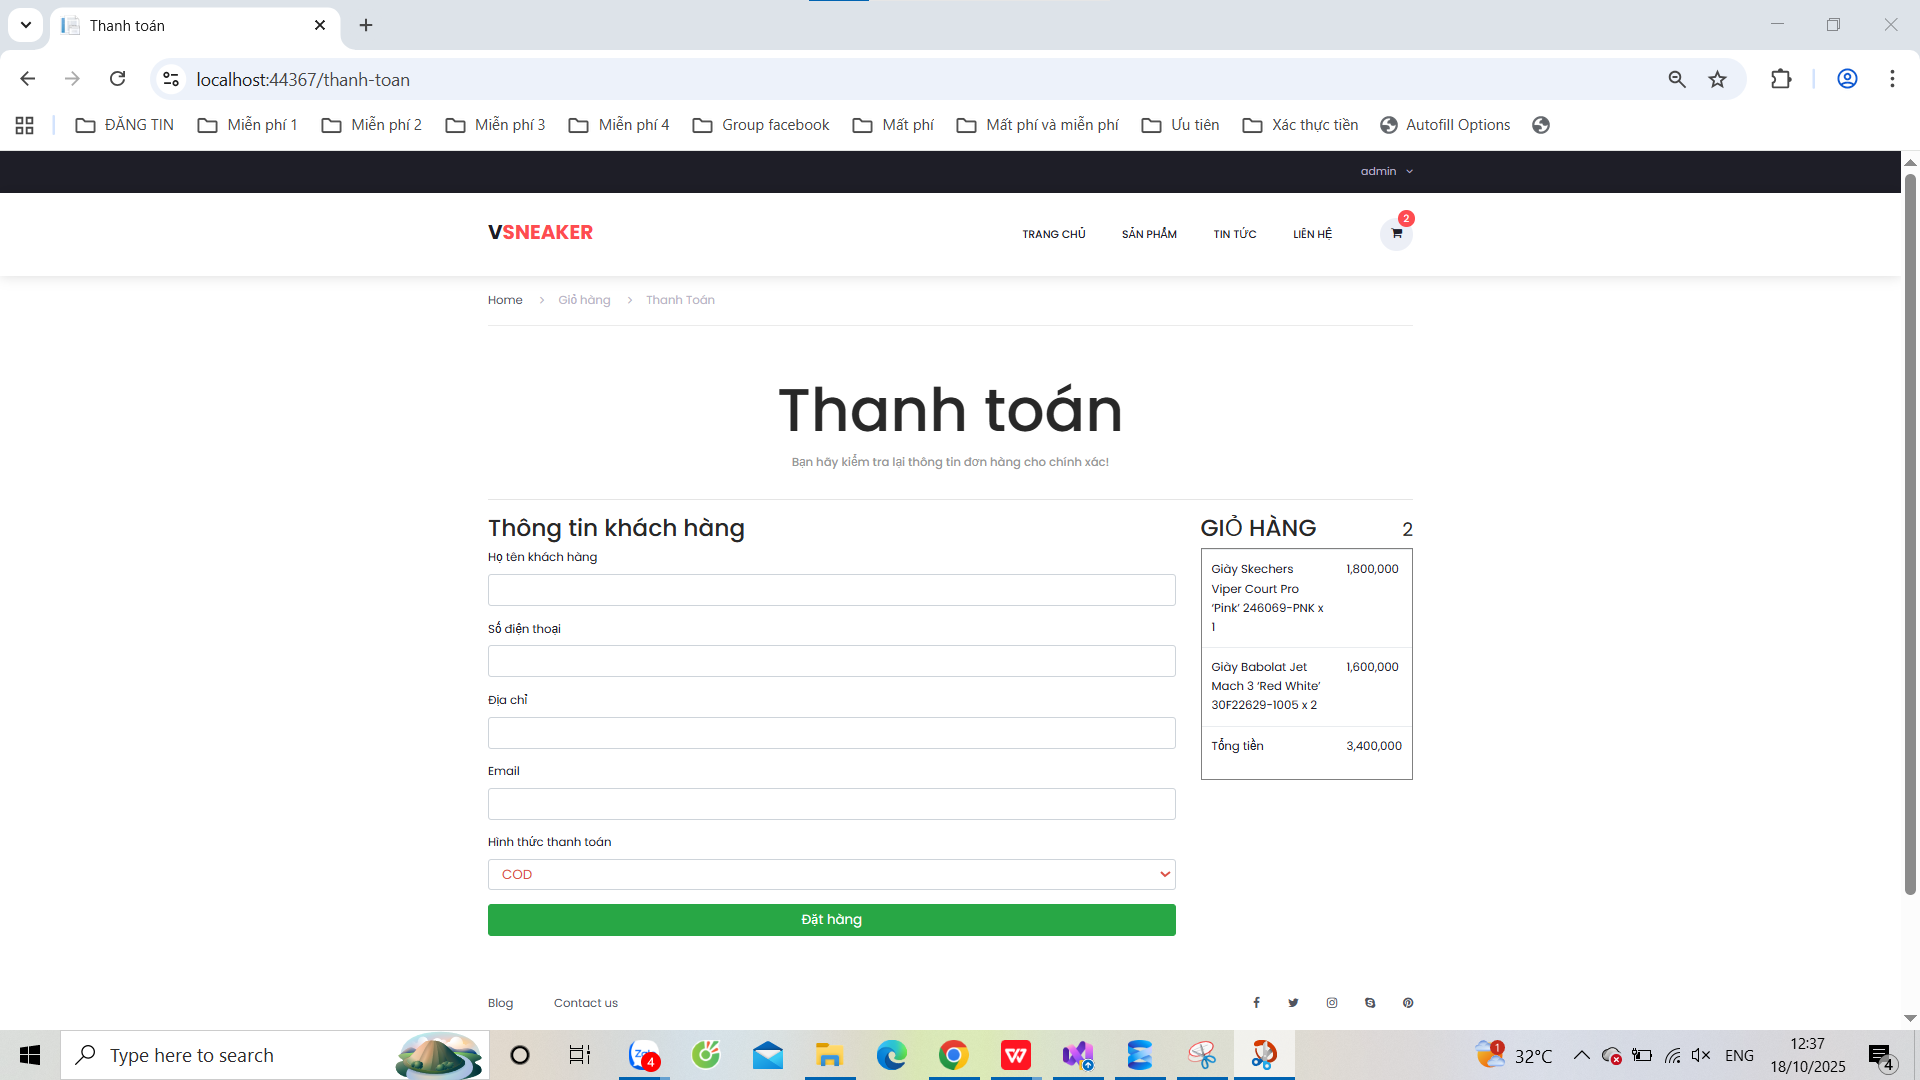 Thanh toán
localhost:44367/thanh-toan
ĐĂNG TIN Miễn phí 1 Miễn phí 2 Miễn phí 3 Miễn phí 4 Group facebook Mất phí Mất phí và miễn phí Ưu tiên Xác thực tiền Autofill Options
admin
VSNEAKER TRANG CHỦ SẢN PHẨM TIN TỨC LIÊN HỆ 2
Home > Giỏ hàng > Thanh Toán
Thanh toán
Bạn hãy kiểm tra lại thông tin đơn hàng cho chính xác!
Thông tin khách hàng
Họ tên khách hàng
Số điện thoại
Địa chỉ
Email
Hình thức thanh toán
COD
Đặt hàng
GIỎ HÀNG 2
Giày Skechers 1,800,000
Viper Court Pro
‘Pink’ 246069-PNK x
1
Giày Babolat Jet 1,600,000
Mach 3 ‘Red White’
30F22629-1005 x 2
Tổng tiền 3,400,000
Blog Contact us
Type here to search
4
1
32°C
ENG
12:37
18/10/2025
4